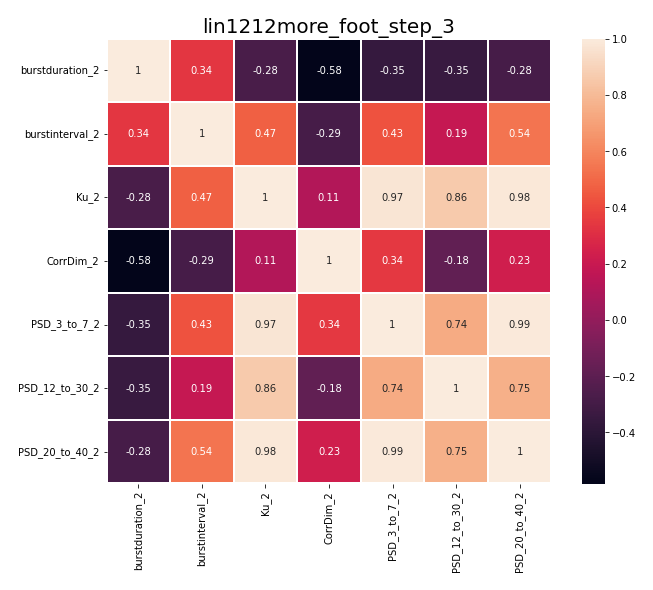 lin1212more_foot_step_3
burstduration_2 1 0.34 -0.28 -0.58 -0.35 -0.35 -0.28
burstinterval_2 0.34 1 0.47 -0.29 0.43 0.19 0.54
Ku_2 -0.28 0.47 1 0.11 0.97 0.86 0.98
CorrDim_2 -0.58 -0.29 0.11 1 0.34 -0.18 0.23
PSD_3_to_7_2 -0.35 0.43 0.97 0.34 1 0.74 0.99
PSD_12_to_30_2 -0.35 0.19 0.86 -0.18 0.74 1 0.75
PSD_20_to_40_2 -0.28 0.54 0.98 0.23 0.99 0.75 1
burstduration_2
burstinterval_2
Ku_2
CorrDim_2
PSD_3_to_7_2
PSD_12_to_30_2
PSD_20_to_40_2
1.0
0.8
0.6
0.4
0.2
0.0
−0.2
−0.4